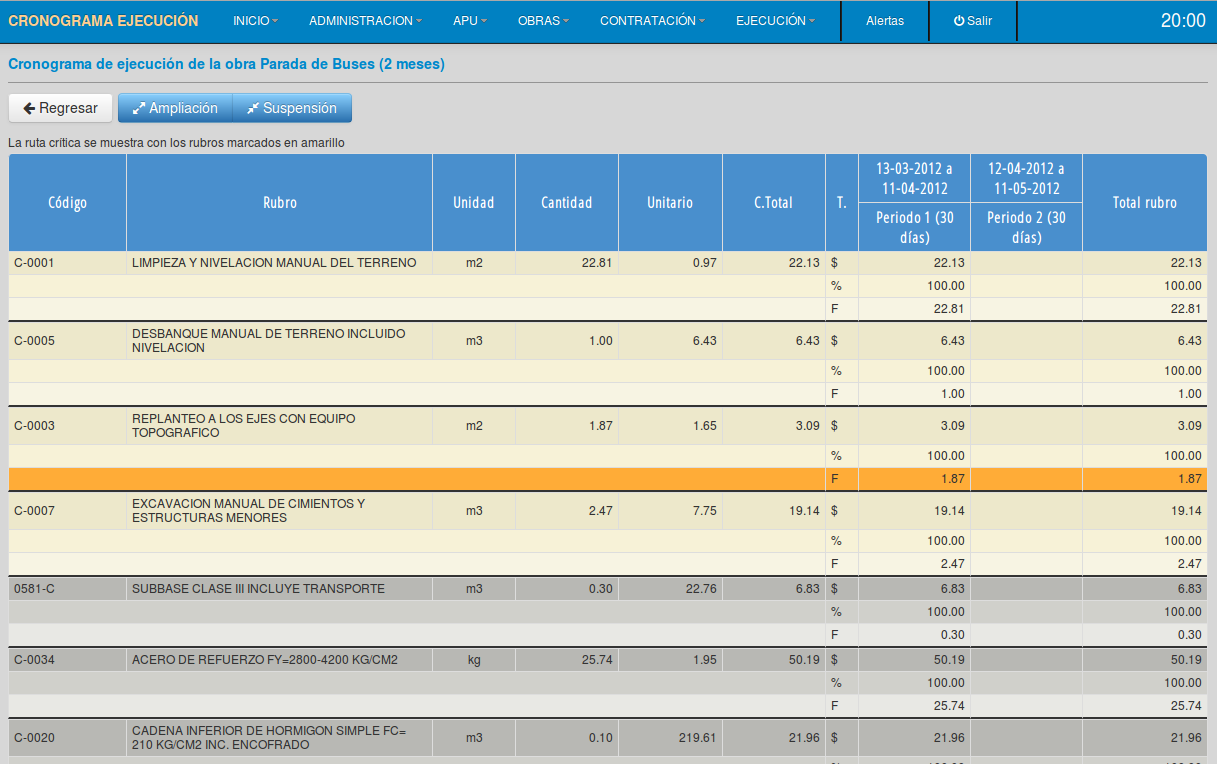 CRONOGRAMA EJECUCIÓN INICIO ADMINISTRACION APU OBRAS CONTRATACIÓN EJECUCIÓN Alertas Salir 20:00
Cronograma de ejecución de la obra Parada de Buses (2 meses)
Regresar Ampliación Suspensión
La ruta crítica se muestra con los rubros marcados en amarillo
Código Rubro Unidad Cantidad Unitario C.Total T. 13-03-2012 a 11-04-2012 12-04-2012 a 11-05-2012 Total rubro
Periodo 1 (30 días) Periodo 2 (30 días)
C-0001 LIMPIEZA Y NIVELACION MANUAL DEL TERRENO m2 22.81 0.97 22.13 $ 22.13 22.13
% 100.00 100.00
F 22.81 22.81
C-0005 DESBANQUE MANUAL DE TERRENO INCLUIDO NIVELACION m3 1.00 6.43 6.43 $ 6.43 6.43
% 100.00 100.00
F 1.00 1.00
C-0003 REPLANTEO A LOS EJES CON EQUIPO TOPOGRAFICO m2 1.87 1.65 3.09 $ 3.09 3.09
% 100.00 100.00
F 1.87 1.87
C-0007 EXCAVACION MANUAL DE CIMIENTOS Y ESTRUCTURAS MENORES m3 2.47 7.75 19.14 $ 19.14 19.14
% 100.00 100.00
F 2.47 2.47
0581-C SUBBASE CLASE III INCLUYE TRANSPORTE m3 0.30 22.76 6.83 $ 6.83 6.83
% 100.00 100.00
F 0.30 0.30
C-0034 ACERO DE REFUERZO FY=2800-4200 KG/CM2 kg 25.74 1.95 50.19 $ 50.19 50.19
% 100.00 100.00
F 25.74 25.74
C-0020 CADENA INFERIOR DE HORMIGON SIMPLE FC= 210 KG/CM2 INC. ENCOFRADO m3 0.10 219.61 21.96 $ 21.96 21.96